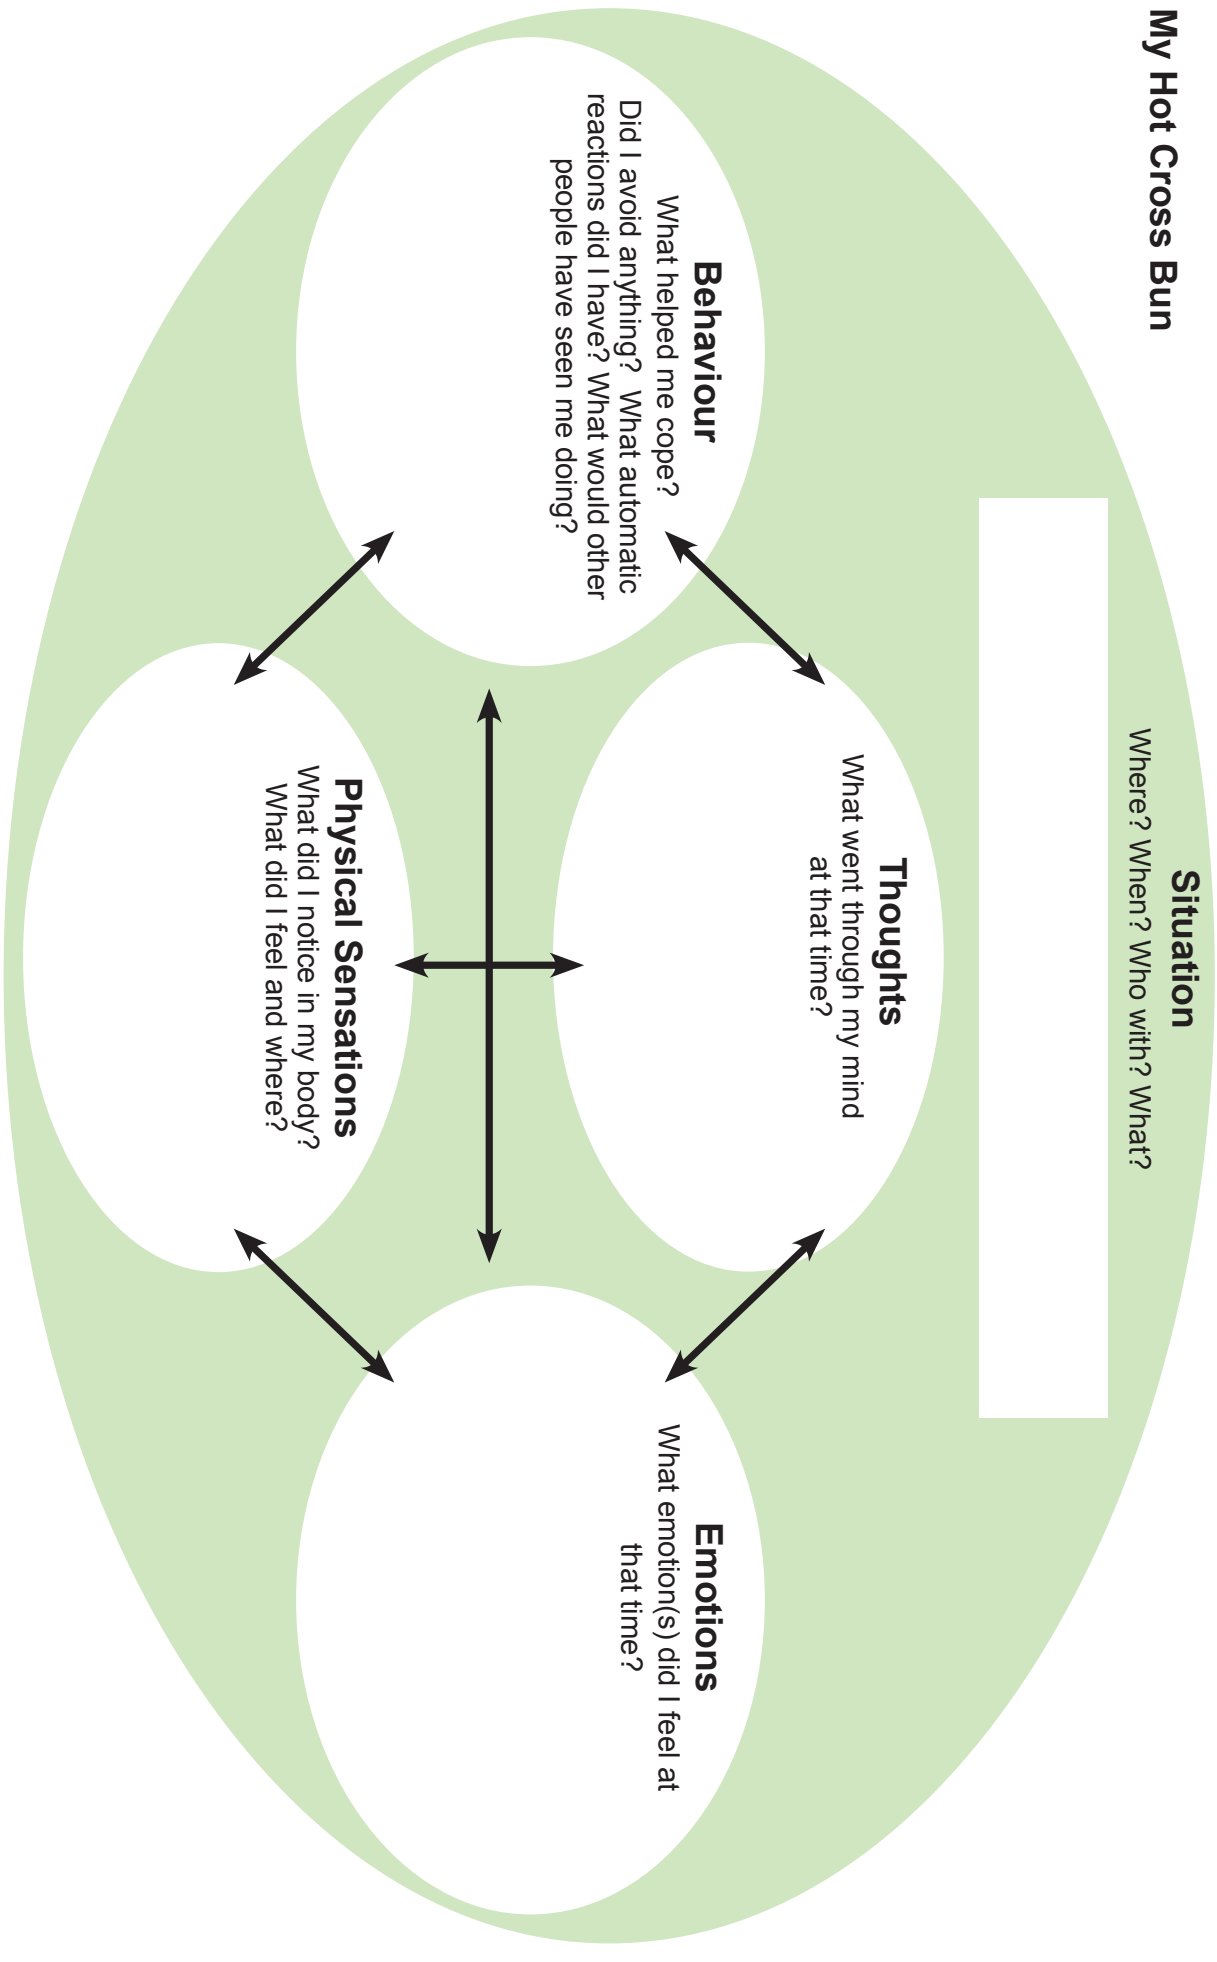 My Hot Cross Bun
Situation
Where? When? Who with? What?
Thoughts
What went through my mind
at that time?
Behaviour
What helped me cope?
Did I avoid anything? What automatic
reactions did I have? What would other
people have seen me doing?
Emotions
What emotion(s) did I feel at
that time?
Physical Sensations
What did I notice in my body?
What did I feel and where?